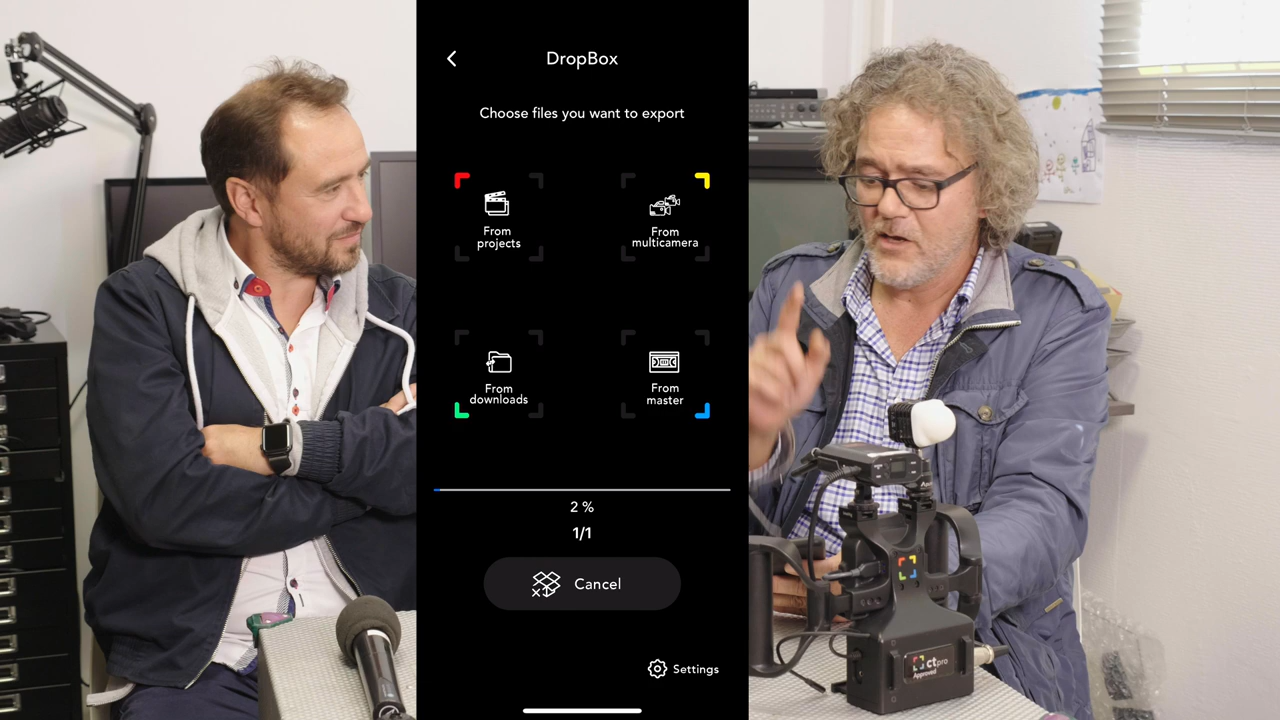 DropBox
Choose files you want to export
From
projects
From
multicamera
From
downloads
From
master
2 %
1/1
Cancel
Settings
ctpro
Approved